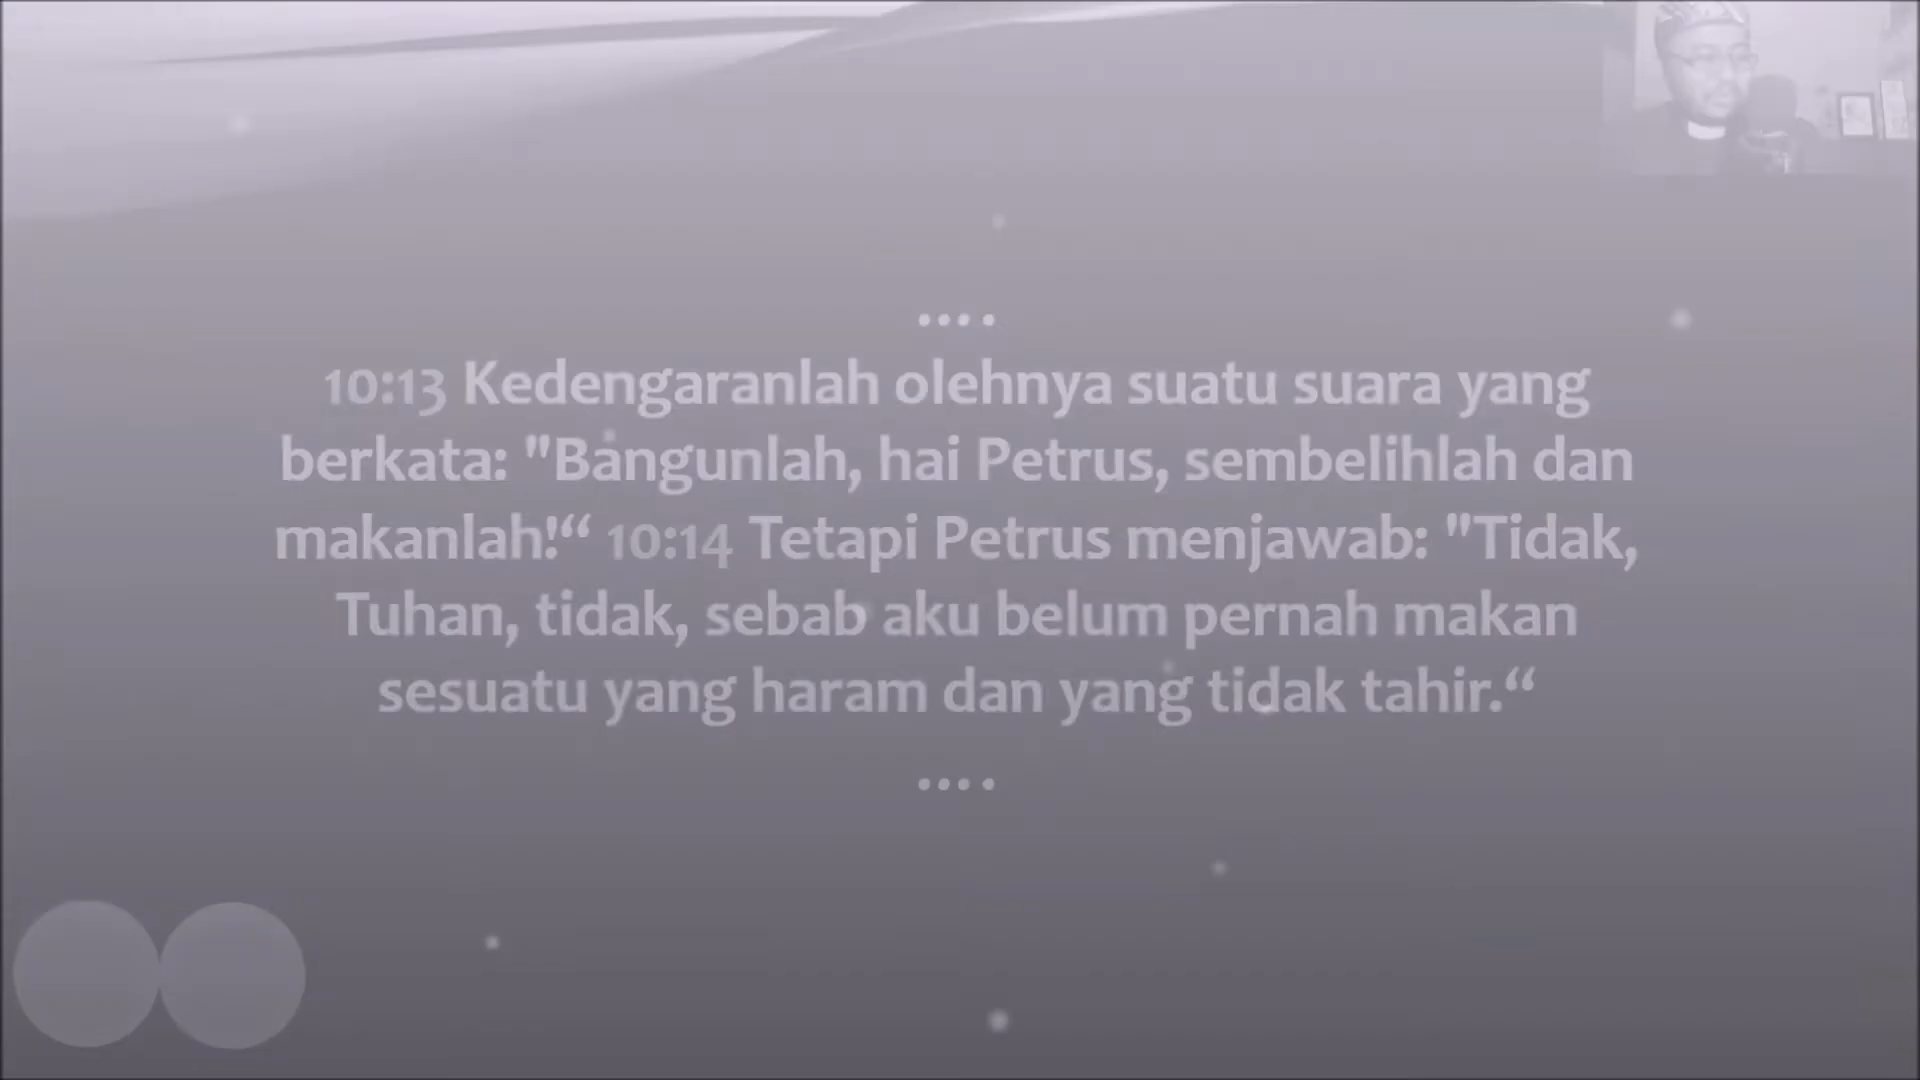 ....
10:13 Kedengaranlah olehnya suatu suara yang
berkata: "Bangunlah, hai Petrus, sembelihlah dan
makanlah!“ 10:14 Tetapi Petrus menjawab: "Tidak,
Tuhan, tidak, sebab aku belum pernah makan
sesuatu yang haram dan yang tidak tahir.“
....